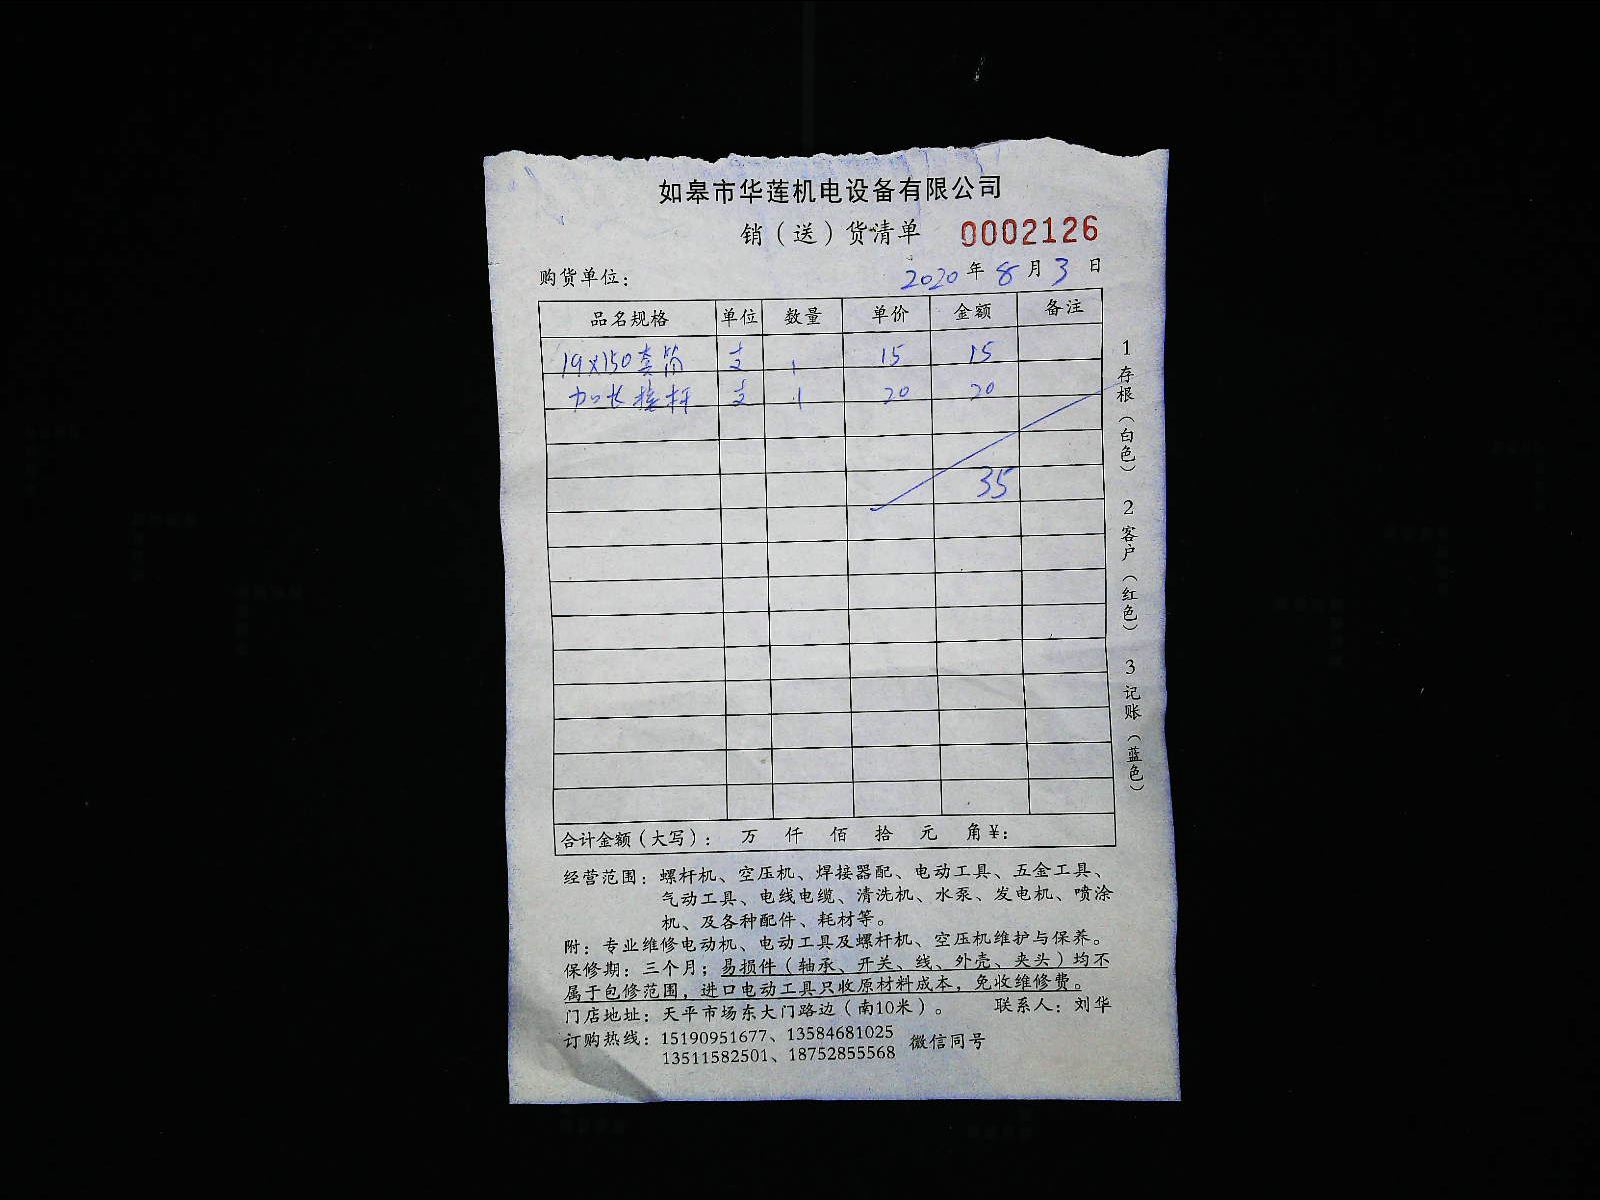 如皋市华莲机电设备有限公司
销（送）货清单 0002126
购货单位： 2020年8月3日
品名规格 单位 数量 单价 金额 备注
19×150套筒 支 1 15 15
加长接杆 支 1 20 20
35
合计金额（大写）： 万 仟 佰 拾 元 角￥：
经营范围：螺杆机、空压机、焊接器配、电动工具、五金工具、
气动工具、电线电缆、清洗机、水泵、发电机、喷涂
机、及各种配件、耗材等。
附：专业维修电动机、电动工具及螺杆机、空压机维护与保养。
保修期：三个月；易损件（轴承、开关、线、外壳、夹头）均不
属于包修范围，进口电动工具只收原材料成本，免收维修费。
门店地址：天平市场东大门路边（南10米）。 联系人：刘华
订购热线：15190951677、13584681025 微信同号
13511582501、18752855568
1存根（白色） 2客户（红色） 3记账（蓝色）